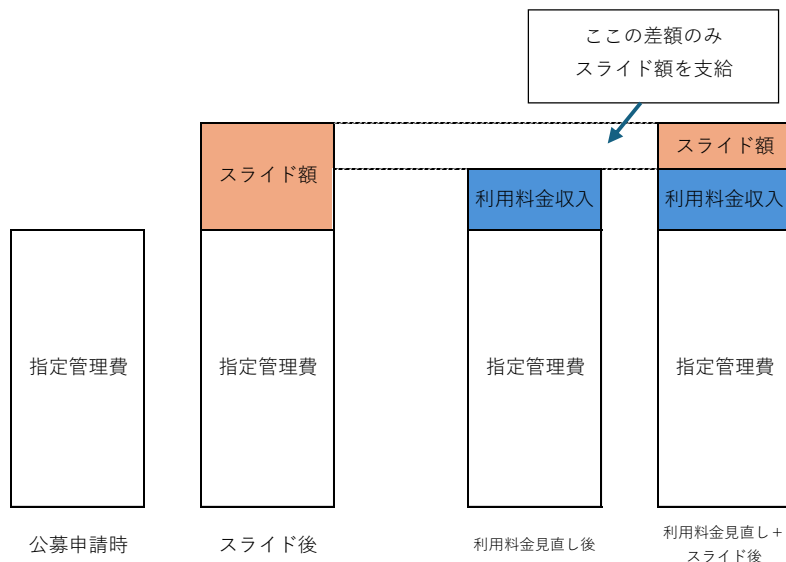 ここの差額のみ
スライド額を支給
スライド額
スライド額
利用料金収入
利用料金収入
指定管理費
指定管理費
指定管理費
指定管理費
公募申請時
スライド後
利用料金見直し後
利用料金見直し＋
スライド後